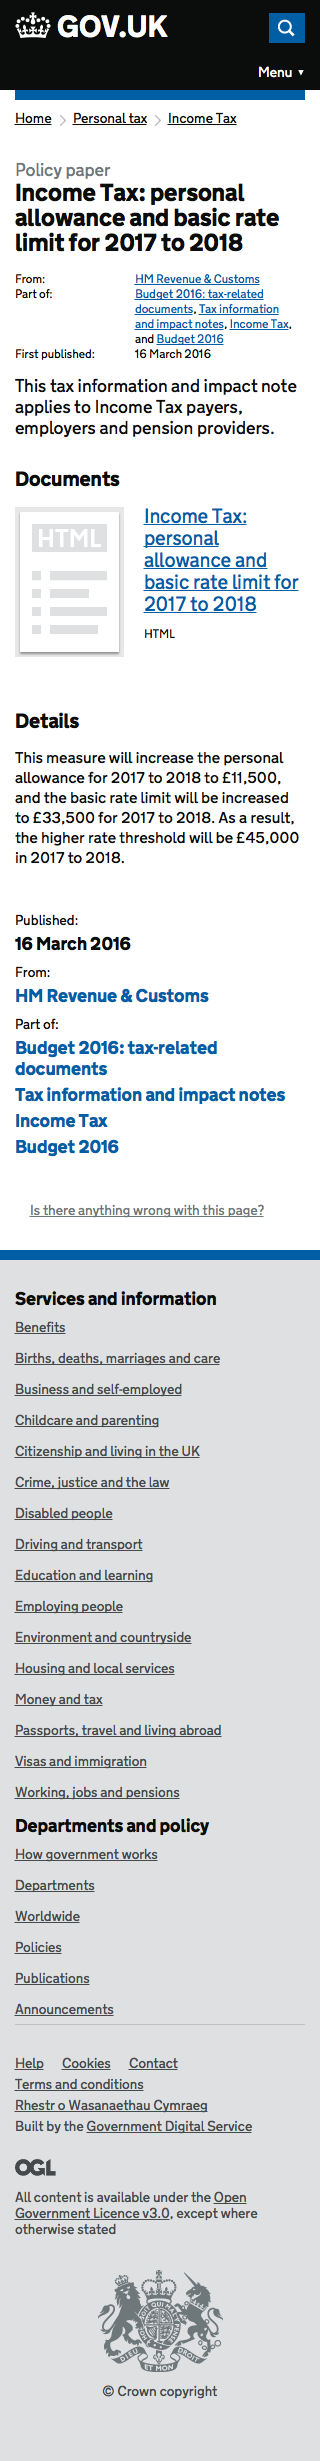 GOV.UK
Menu ▼
Home > Personal tax > Income Tax
Policy paper
Income Tax: personal
allowance and basic rate
limit for 2017 to 2018
From: HM Revenue & Customs
Part of: Budget 2016: tax-related
documents, Tax information
and impact notes, Income Tax,
and Budget 2016
First published: 16 March 2016
This tax information and impact note
applies to Income Tax payers,
employers and pension providers.
Documents
HTML
Income Tax:
personal
allowance and
basic rate limit for
2017 to 2018
HTML
Details
This measure will increase the personal
allowance for 2017 to 2018 to £11,500,
and the basic rate limit will be increased
to £33,500 for 2017 to 2018. As a result,
the higher rate threshold will be £45,000
in 2017 to 2018.
Published:
16 March 2016
From:
HM Revenue & Customs
Part of:
Budget 2016: tax-related
documents
Tax information and impact notes
Income Tax
Budget 2016
Is there anything wrong with this page?
Services and information
Benefits
Births, deaths, marriages and care
Business and self-employed
Childcare and parenting
Citizenship and living in the UK
Crime, justice and the law
Disabled people
Driving and transport
Education and learning
Employing people
Environment and countryside
Housing and local services
Money and tax
Passports, travel and living abroad
Visas and immigration
Working, jobs and pensions
Departments and policy
How government works
Departments
Worldwide
Policies
Publications
Announcements
Help Cookies Contact
Terms and conditions
Rhestr o Wasanaethau Cymraeg
Built by the Government Digital Service
OGL
All content is available under the Open
Government Licence v3.0, except where
otherwise stated
DIEU ET MON DROIT
© Crown copyright